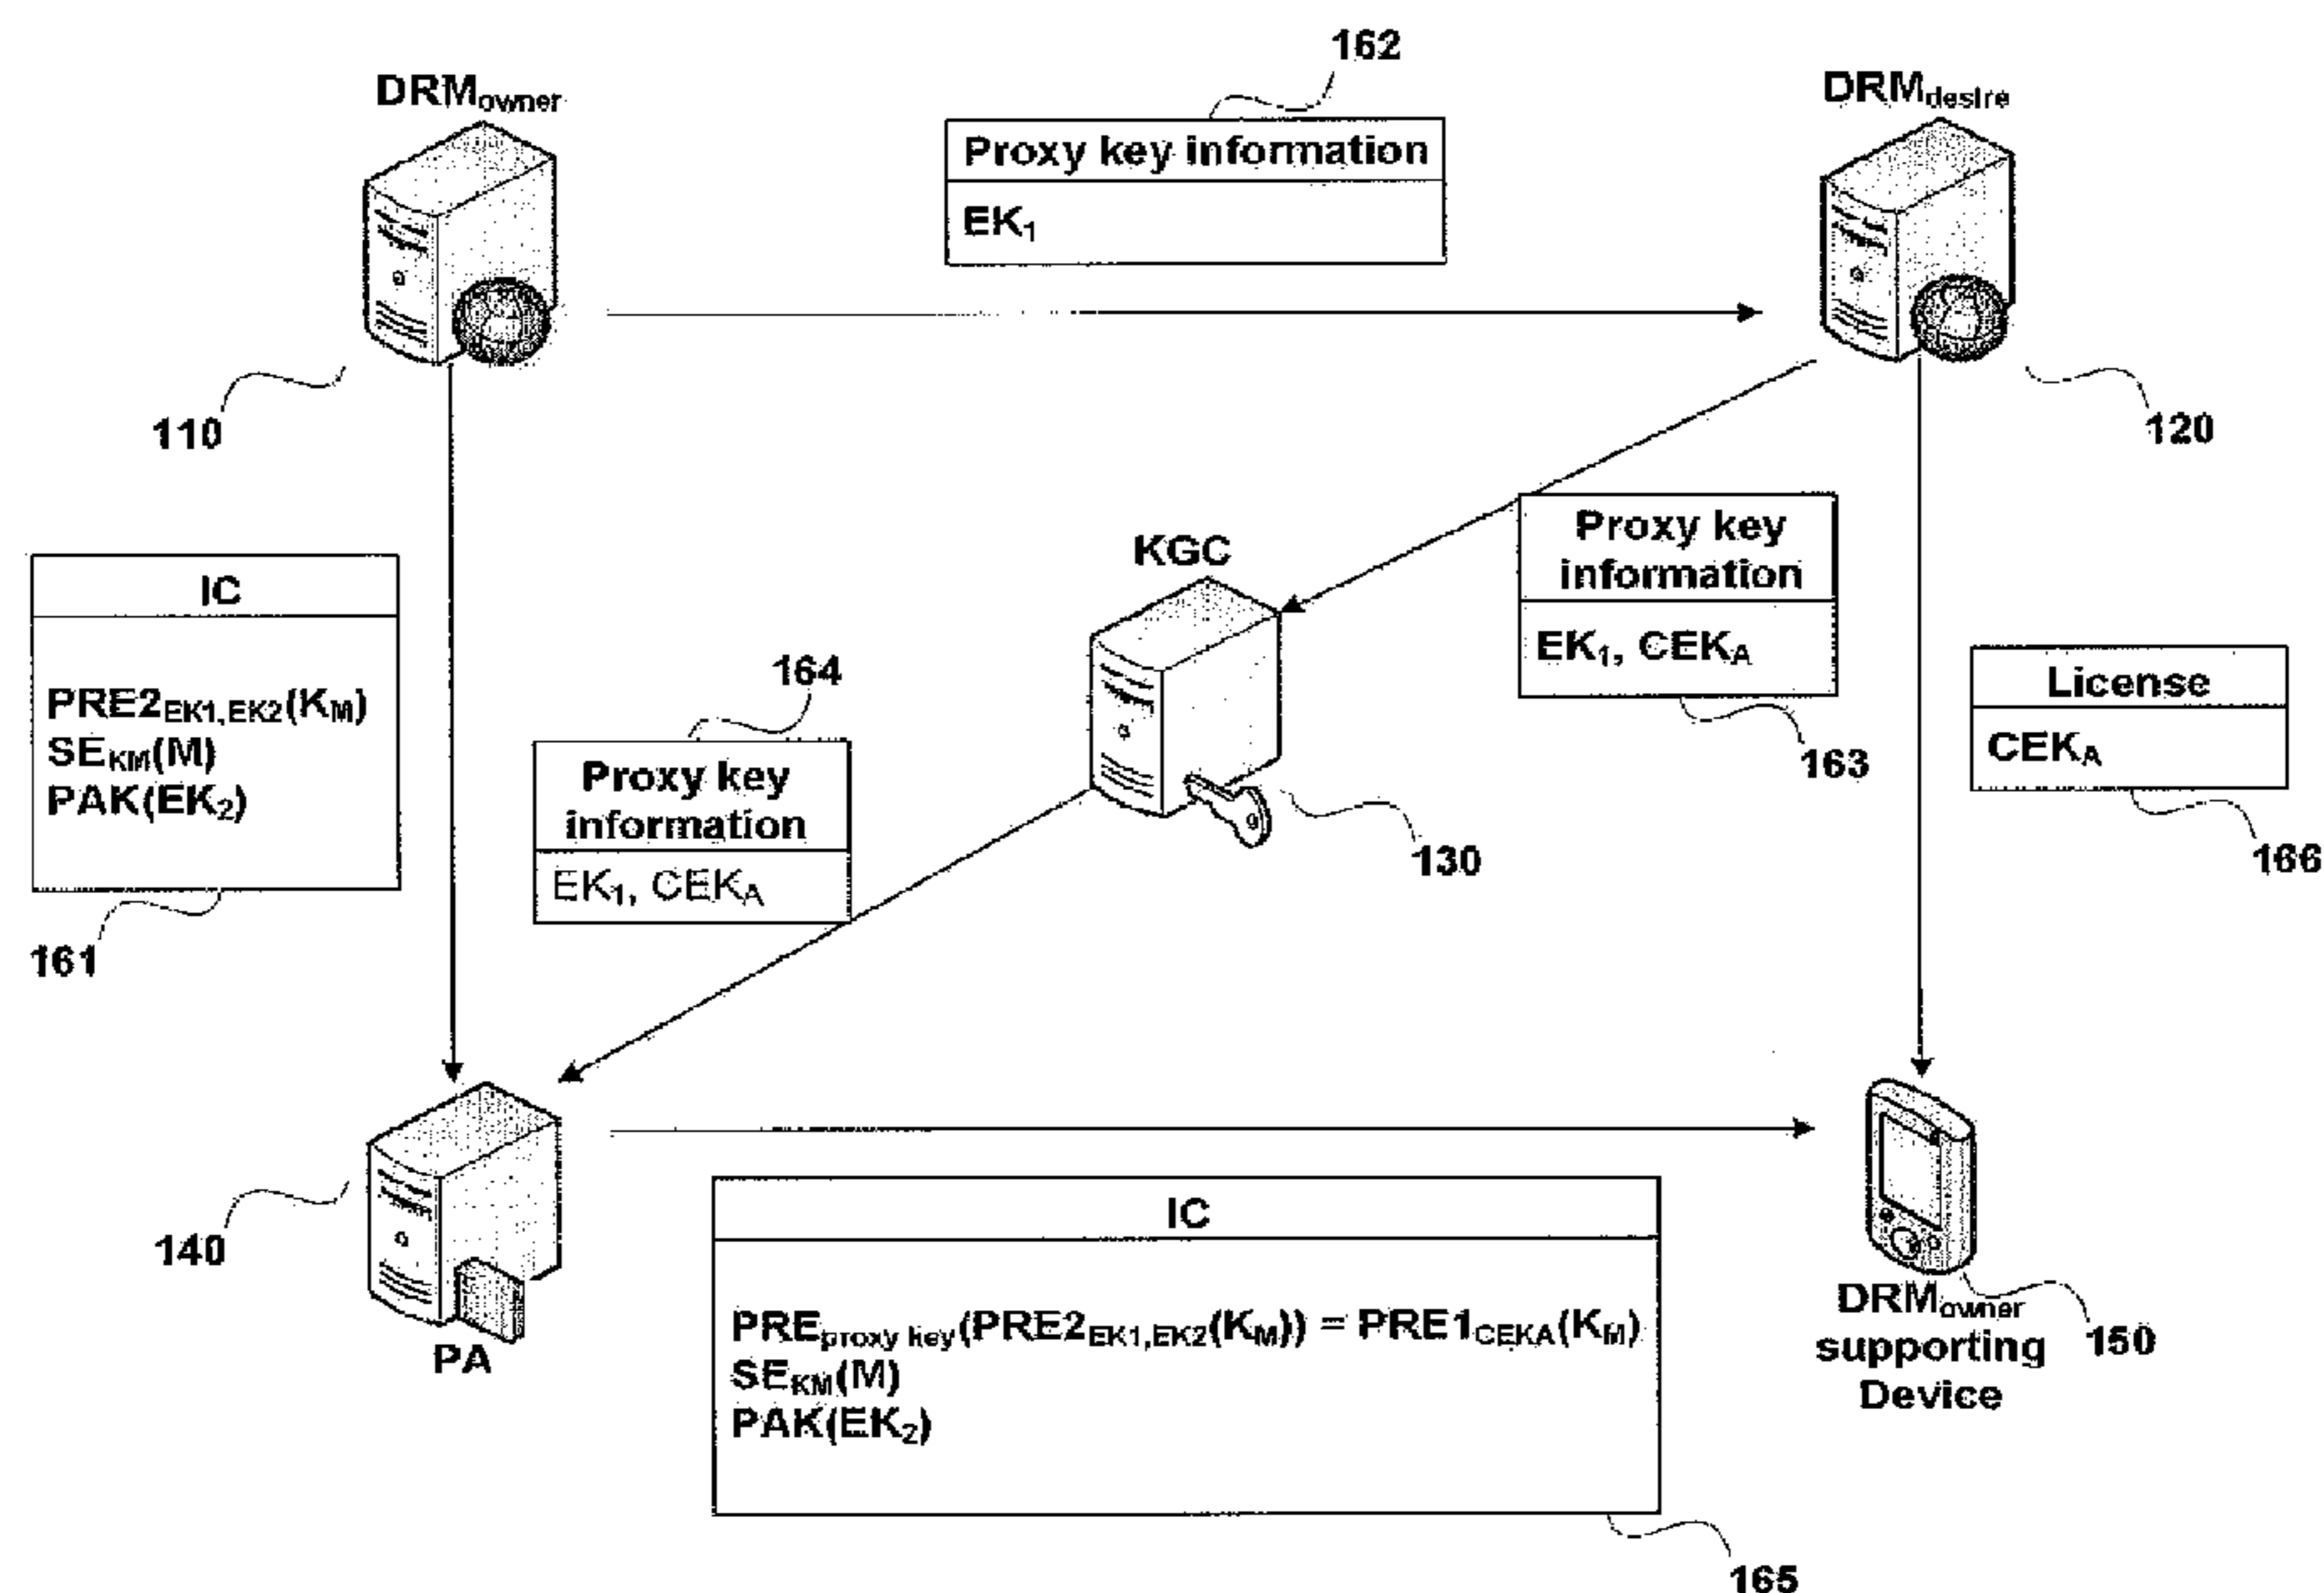 162
DRMowner
DRMdesire
Proxy key information
EK1
110
120
KGC
Proxy key
information
EK1, CEKA
163
IC
PRE2EK1,EK2(KM)
SEKM(M)
PAK(EK2)
161
164
Proxy key
information
EK1, CEKA
130
License
CEKA
166
140
PA
IC
PREproxy key(PRE2EK1,EK2(KM)) = PRE1CEKA(KM)
SEKM(M)
PAK(EK2)
165
DRMowner
supporting
Device
150